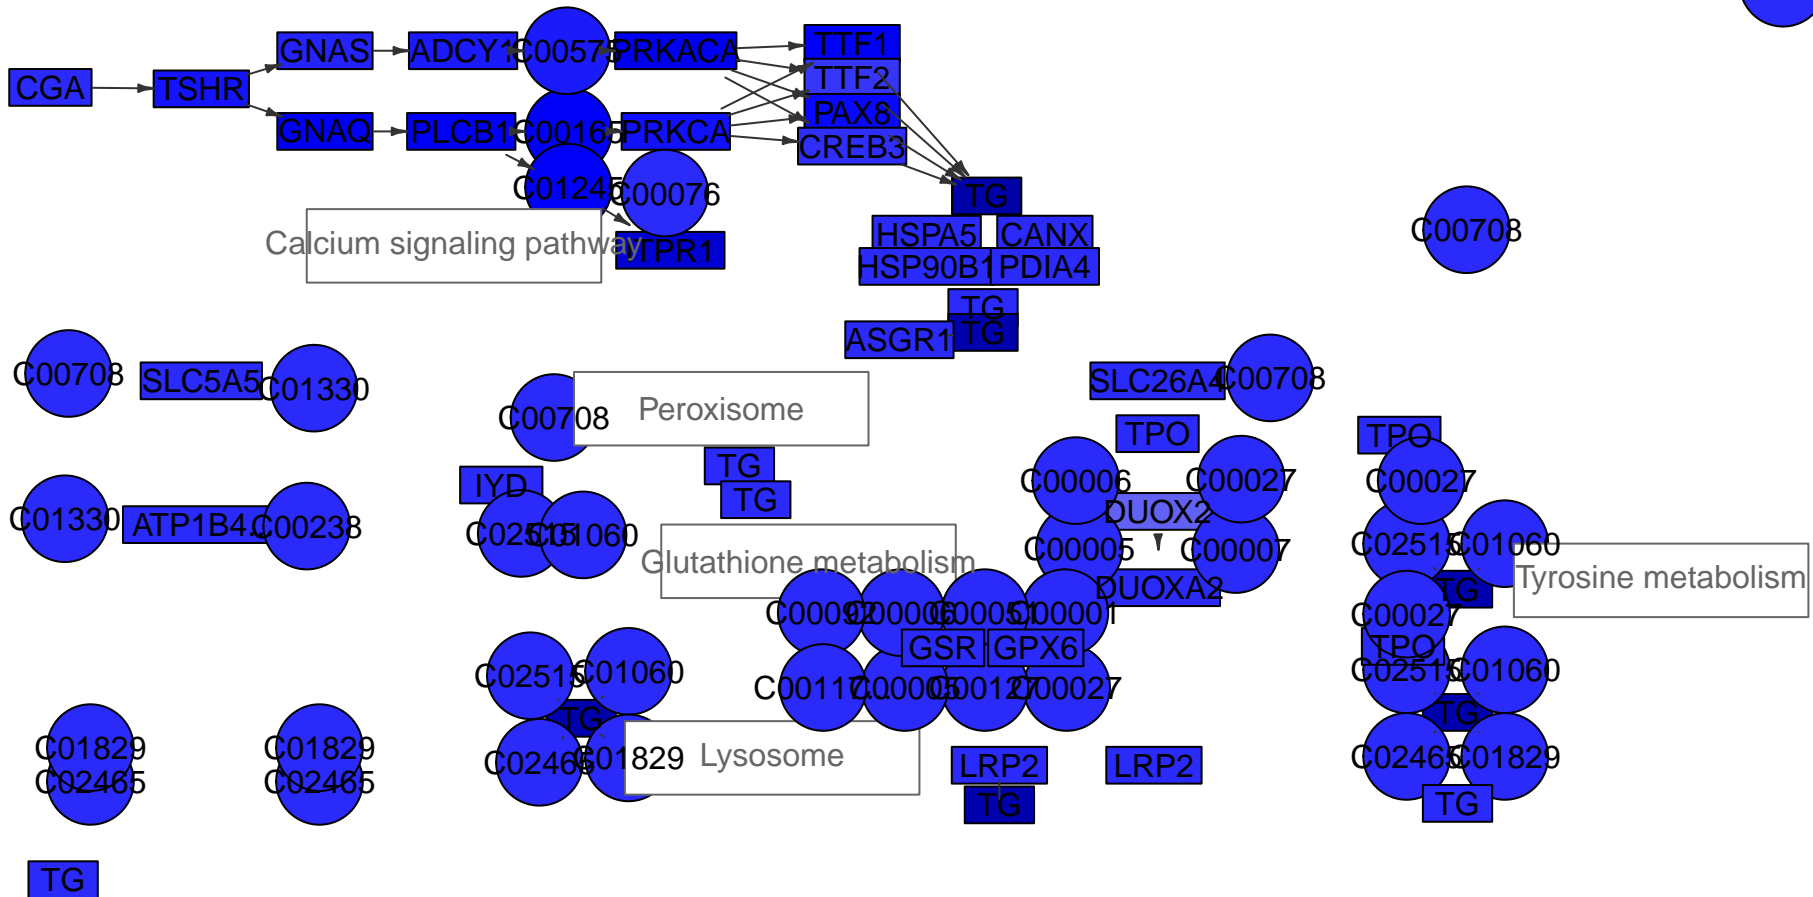 CGA
TSHR
GNAS
ADCY1
C00575
PRKACA
GNAQ
PLCB1
C00165
PRKCA
C01245
C00076
Calcium signaling pathway
ITPR1
TTF1
TTF2
PAX8
CREB3
TG
HSPA5
CANX
HSP90B1
PDIA4
TG
TG
ASGR1
C00708
C00708
SLC5A5
C01330
C00708
Peroxisome
SLC26A4
C00708
TPO
TPO
TG
TG
IYD
C02515
C01060
C01330
ATP1B4...
C00238
C00006
C00027
DUOX2
C00005
C00007
DUOXA2
C00027
C02515
C01060
TG
Tyrosine metabolism
C00027
TPO
C02515
C01060
TG
C02465
C01829
TG
Glutathione metabolism
C00092
C00006
C00051
C00001
GSR
GPX6
C00117...
C00005
C00127
C00027
C02515
C01060
TG
C02465
C01829
Lysosome
LRP2
TG
LRP2
C01829
C02465
C01829
C02465
TG